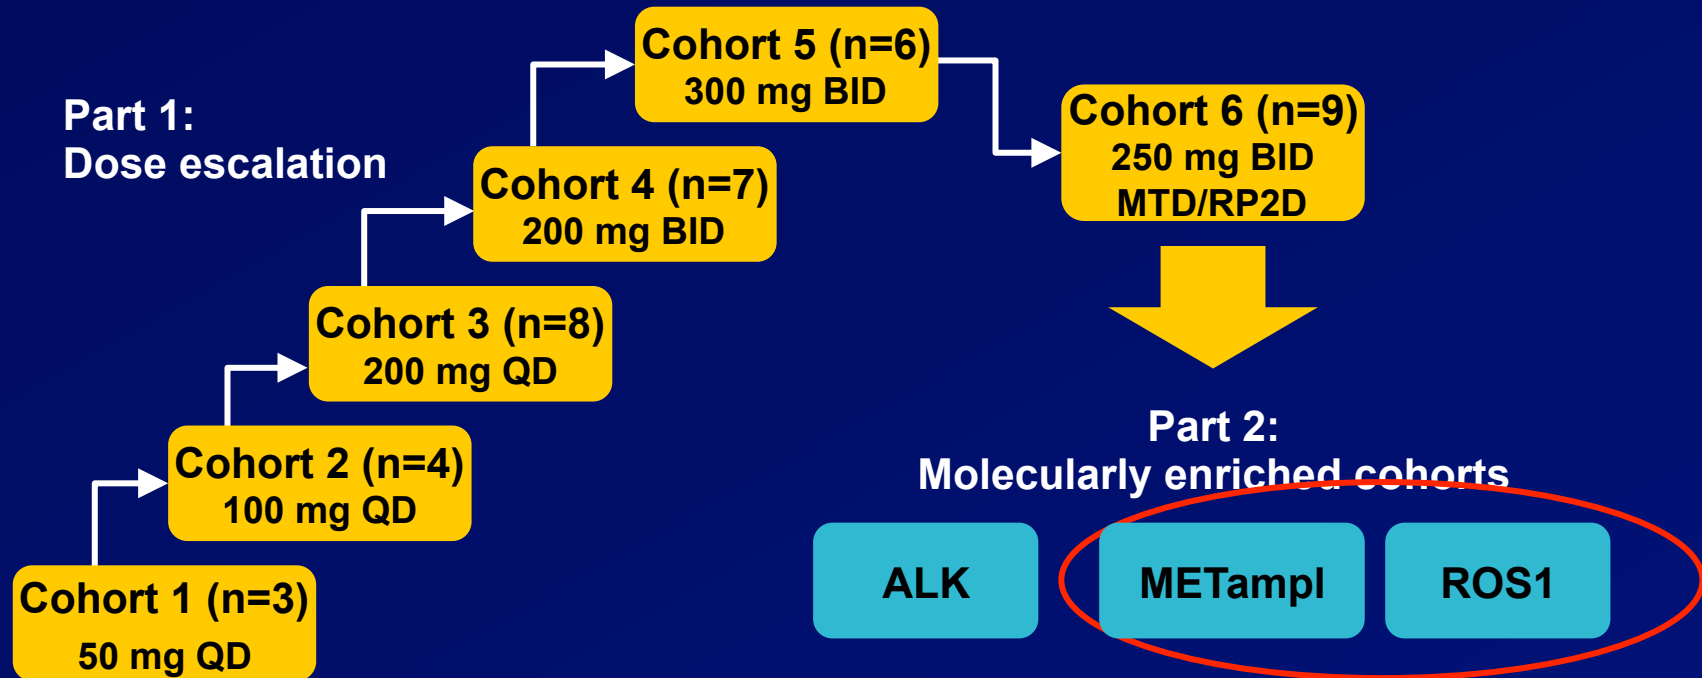 Part 1:
Dose escalation
Cohort 1 (n=3)
50 mg QD
Cohort 2 (n=4)
100 mg QD
Cohort 3 (n=8)
200 mg QD
Cohort 4 (n=7)
200 mg BID
Cohort 5 (n=6)
300 mg BID
Cohort 6 (n=9)
250 mg BID
MTD/RP2D
Part 2:
Molecularly enriched cohorts
ALK
METampl
ROS1